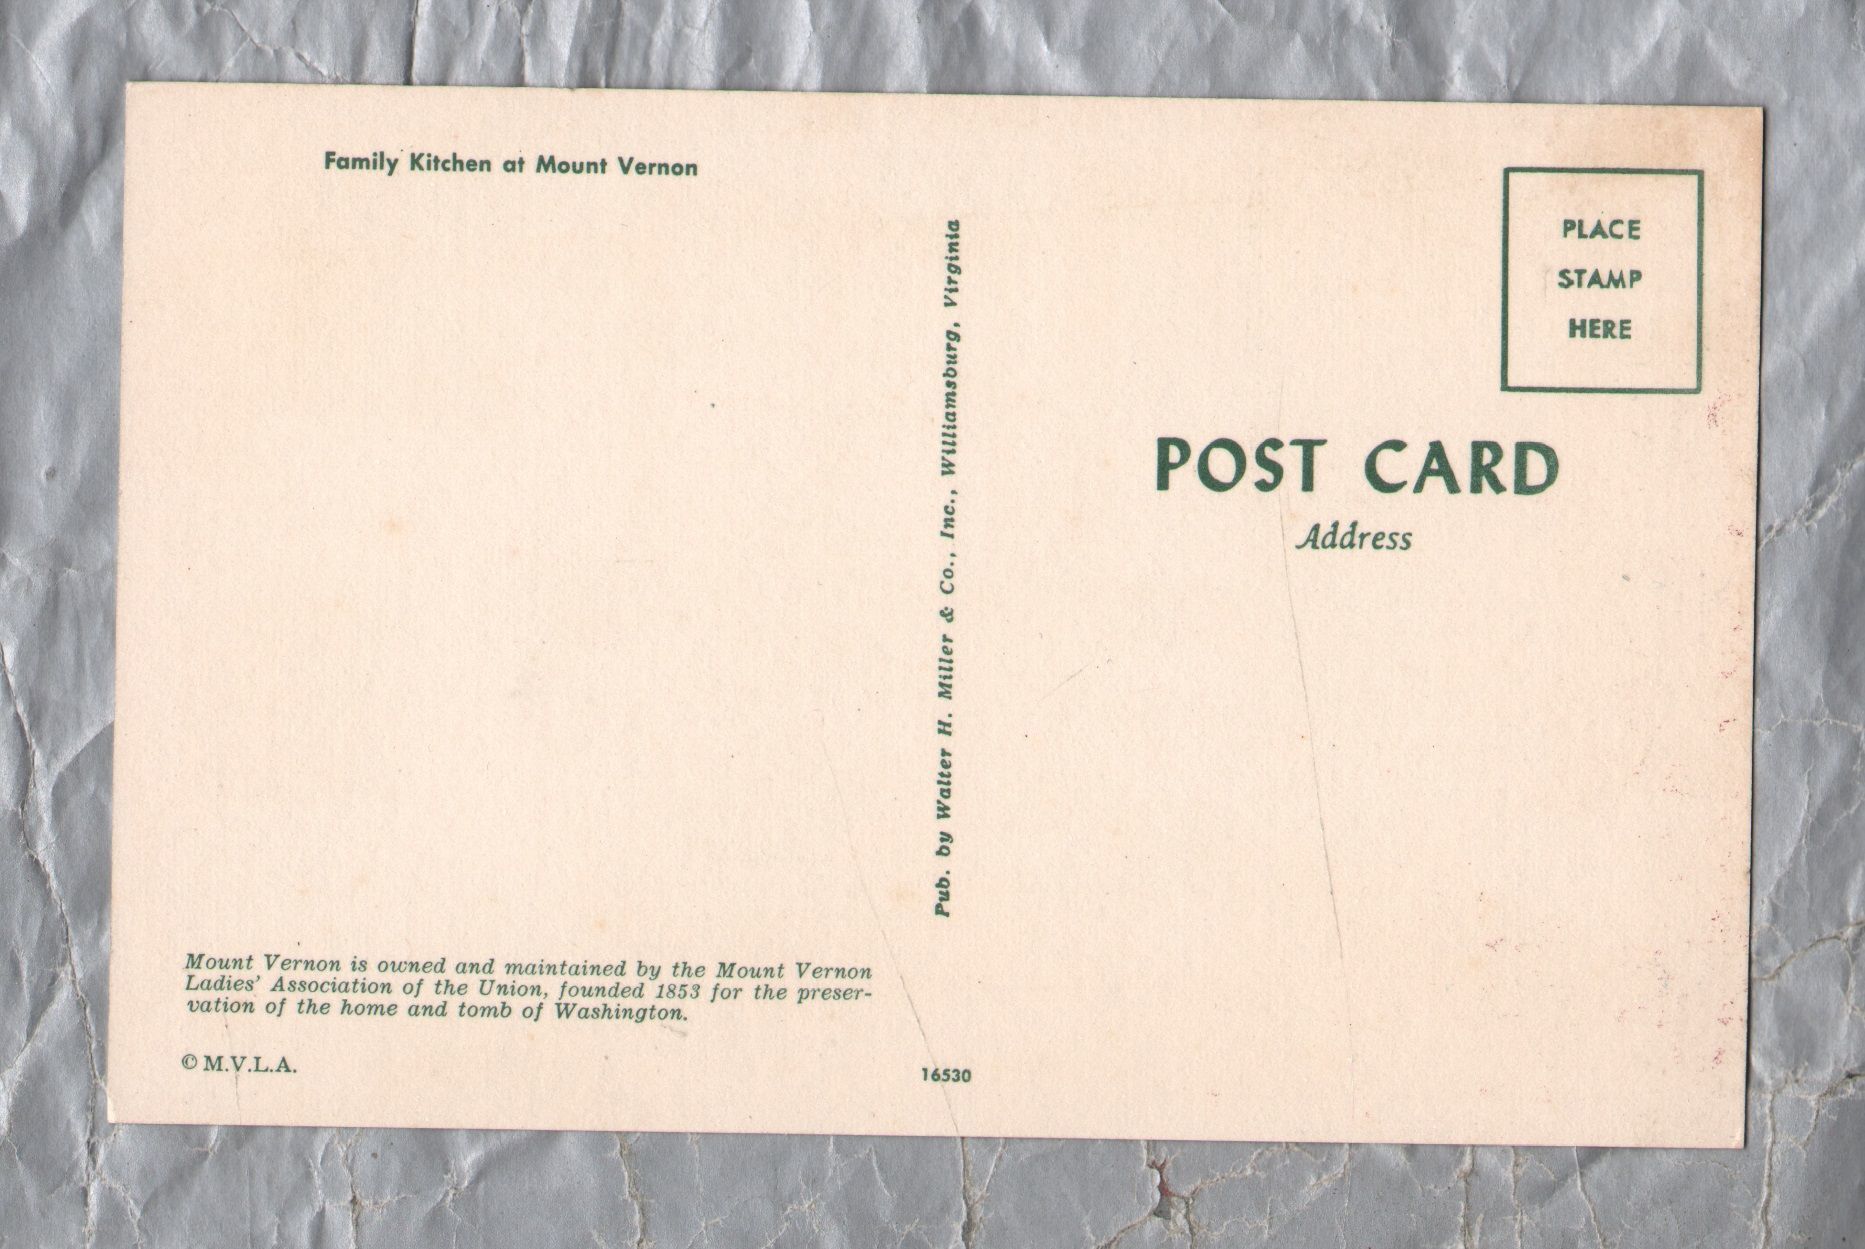 Family Kitchen at Mount Vernon
Mount Vernon is owned and maintained by the Mount Vernon
Ladies' Association of the Union, founded 1853 for the preser-
vation of the home and tomb of Washington.
© M.V.L.A.
16530
Pub. by Walter H. Miller & Co., Inc., Williamsburg, Virginia
PLACE
STAMP
HERE
POST CARD
Address